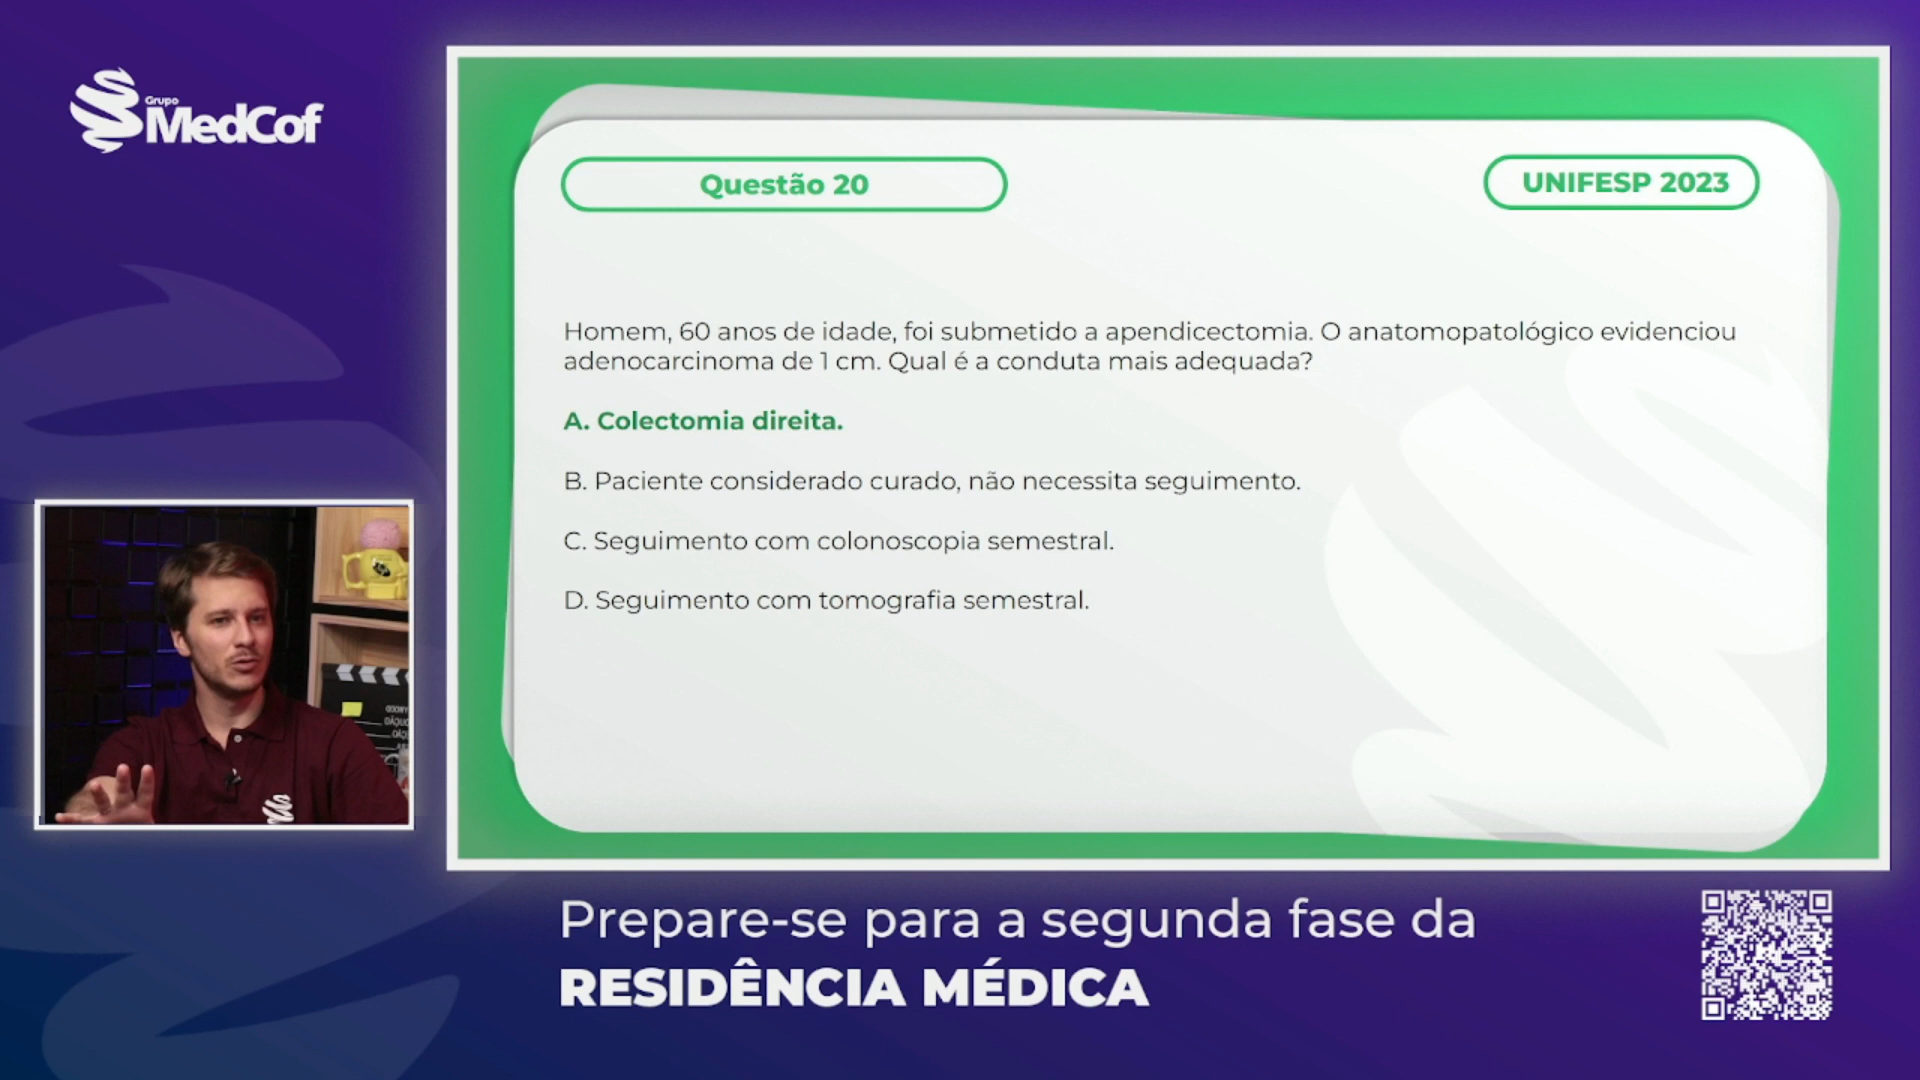 Grupo
MedCof
Questão 20
UNIFESP 2023
Homem, 60 anos de idade, foi submetido a apendicectomia. O anatomopatológico evidenciou
adenocarcinoma de 1 cm. Qual é a conduta mais adequada?
A. Colectomia direita.
B. Paciente considerado curado, não necessita seguimento.
C. Seguimento com colonoscopia semestral.
D. Seguimento com tomografia semestral.
Prepare-se para a segunda fase da
RESIDÊNCIA MÉDICA